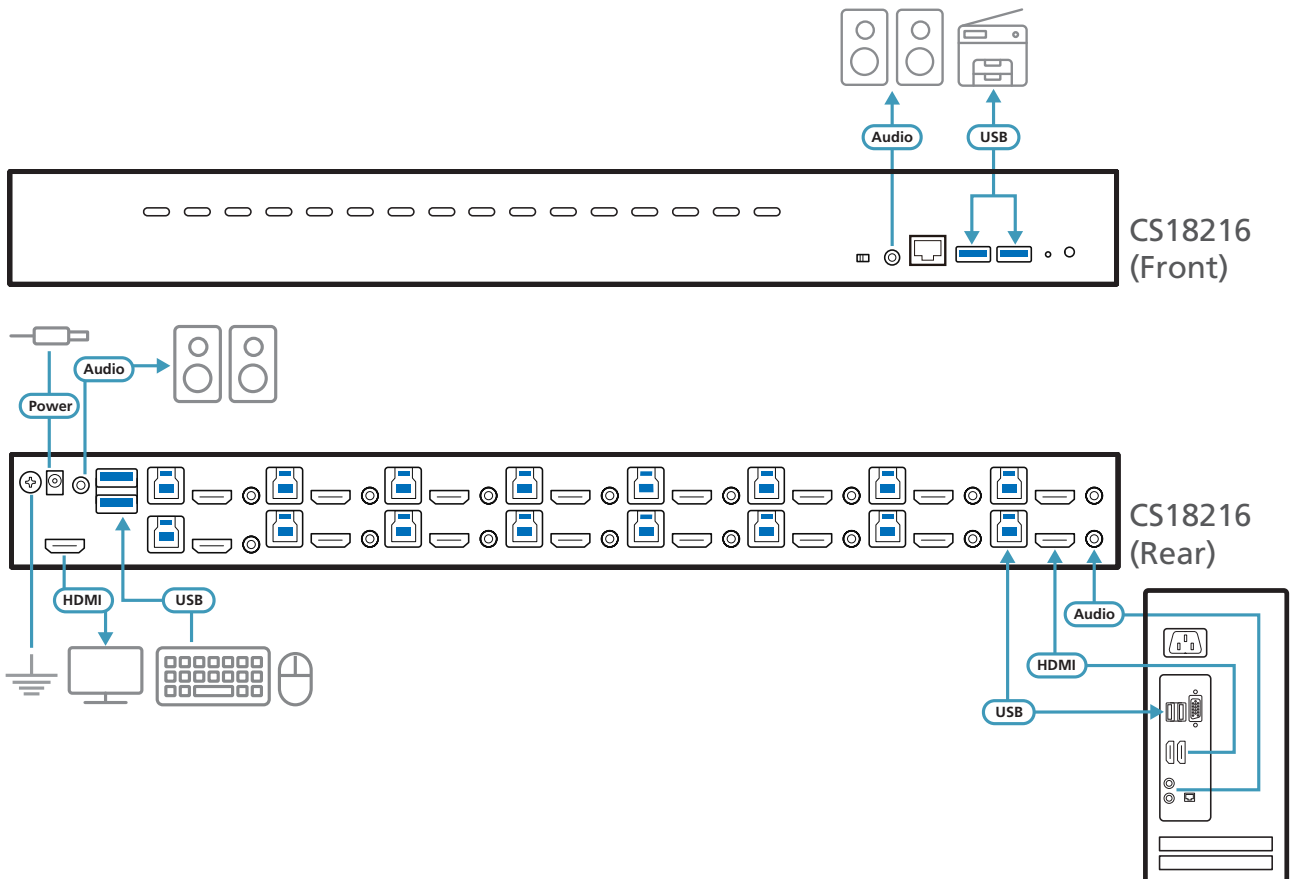 Audio
USB
CS18216
(Front)
Audio
Power
CS18216
(Rear)
HDMI
USB
Audio
HDMI
USB